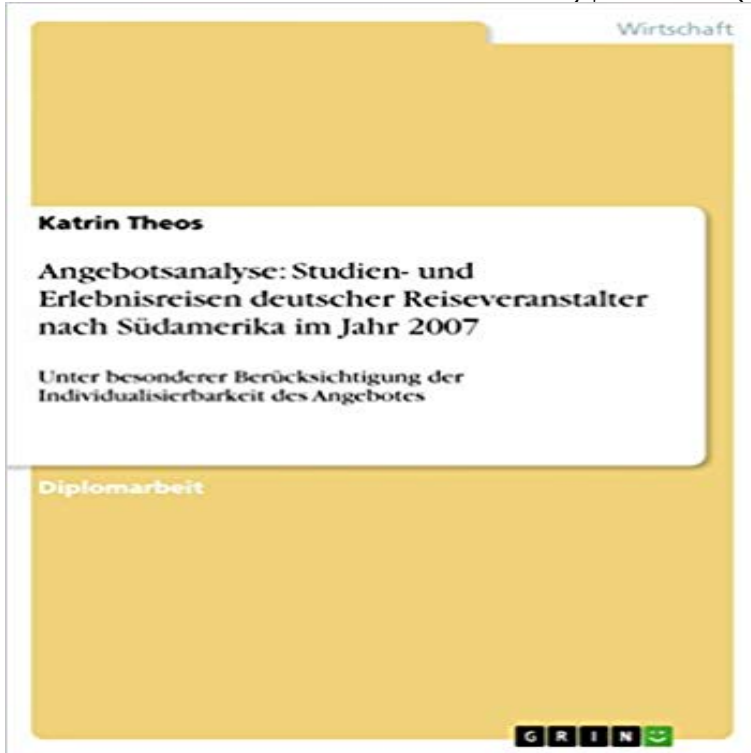 Wirtschaft
Katrin Theos
Angebotsanalyse: Studien- und
Erlebnisreisen deutscher Reiseveranstalter
nach Südamerika im Jahr 2007
Unter besonderer Berücksichtigung der
Individualisierbarkeit des Angebotes
Diplomarbeit
GRIN